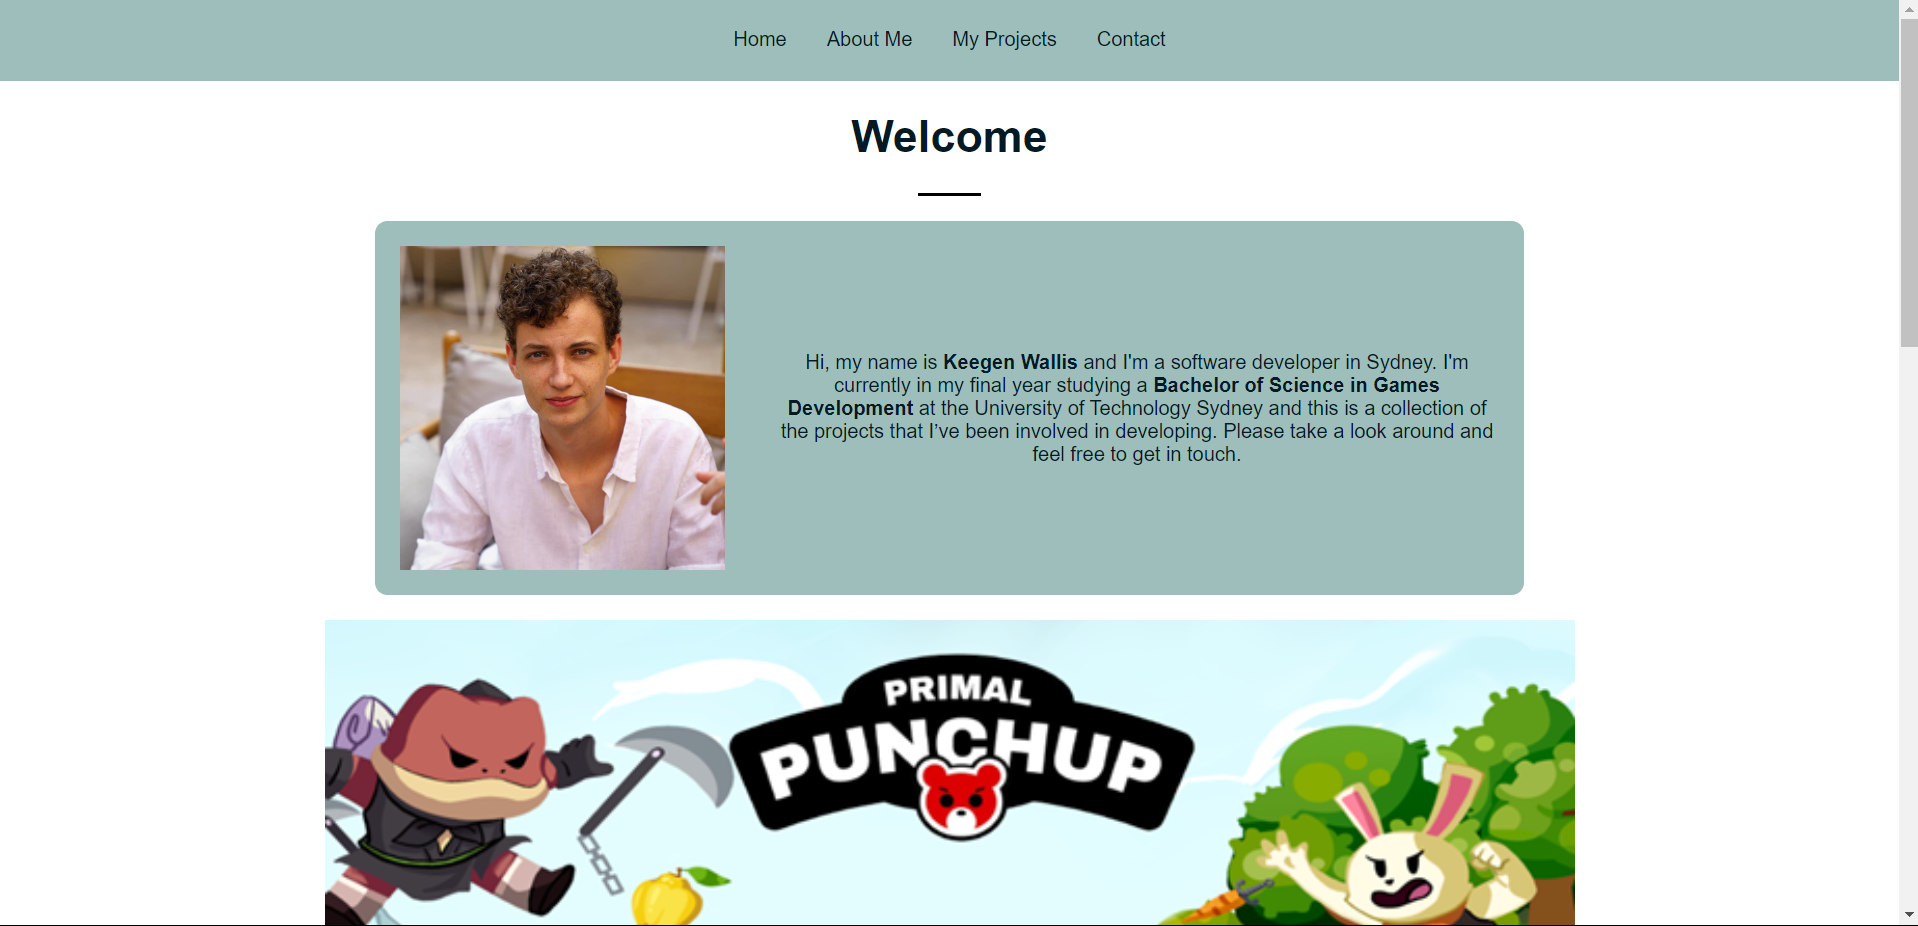 Home About Me My Projects Contact
Welcome
Hi, my name is Keegen Wallis and I'm a software developer in Sydney. I'm
currently in my final year studying a Bachelor of Science in Games
Development at the University of Technology Sydney and this is a collection of
the projects that I’ve been involved in developing. Please take a look around and
feel free to get in touch.
PRIMAL
PUNCHUP